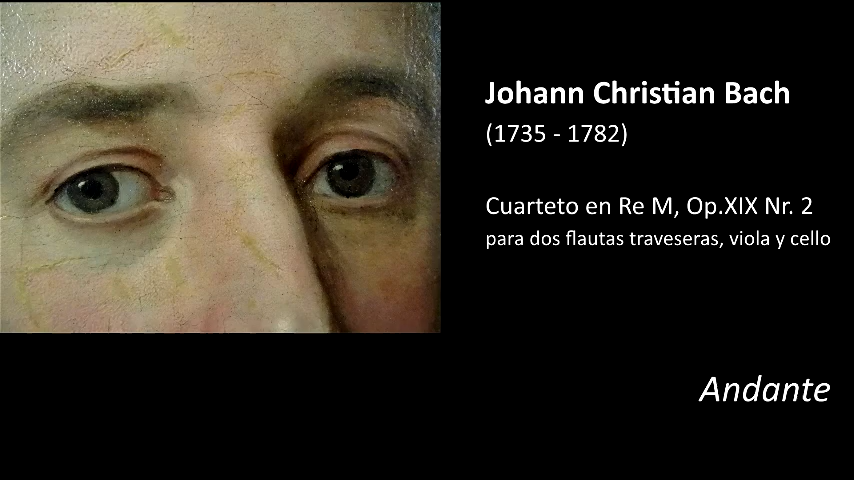 Johann Christian Bach
(1735 - 1782)
Cuarteto en Re M, Op.XIX Nr. 2
para dos flautas traveseras, viola y cello
Andante